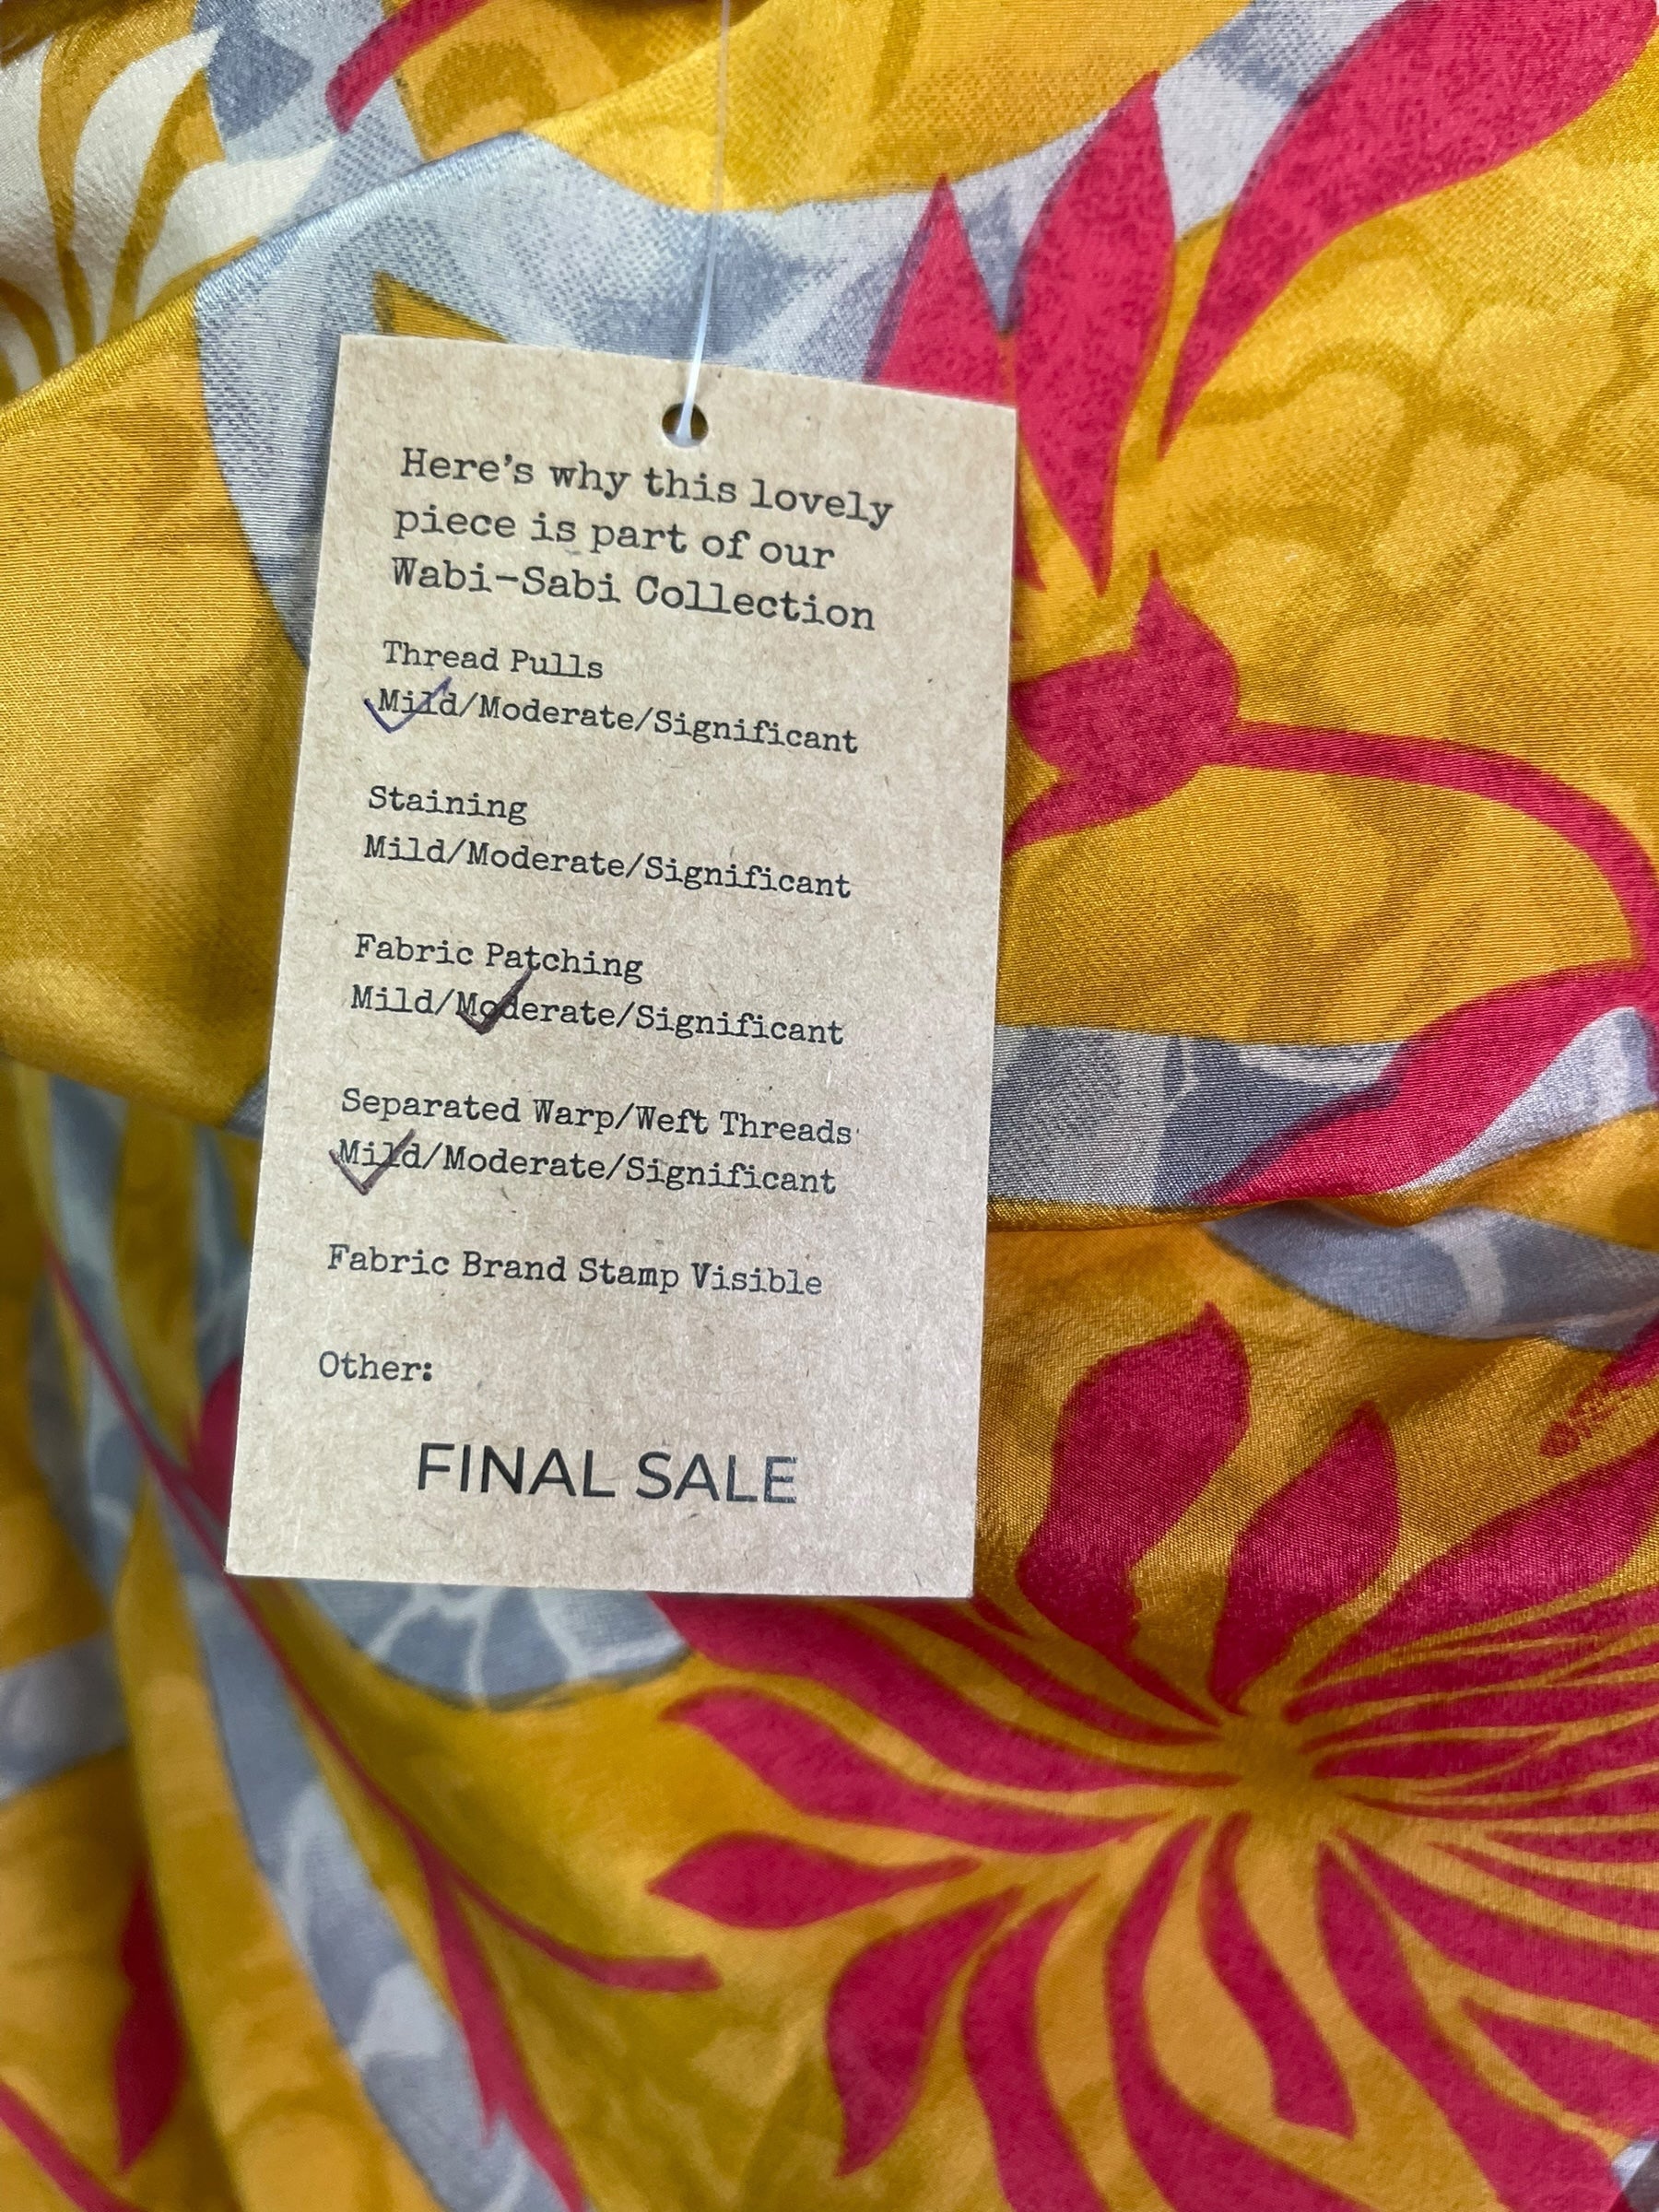 Here's why this lovely
piece is part of our
Wabi-Sabi Collection
Thread Pulls
Mild/Moderate/Significant
Staining
Mild/Moderate/Significant
Fabric Patching
Mild/Moderate/Significant
Separated Warp/Weft Threads
Mild/Moderate/Significant
Fabric Brand Stamp Visible
Other:
FINAL SALE